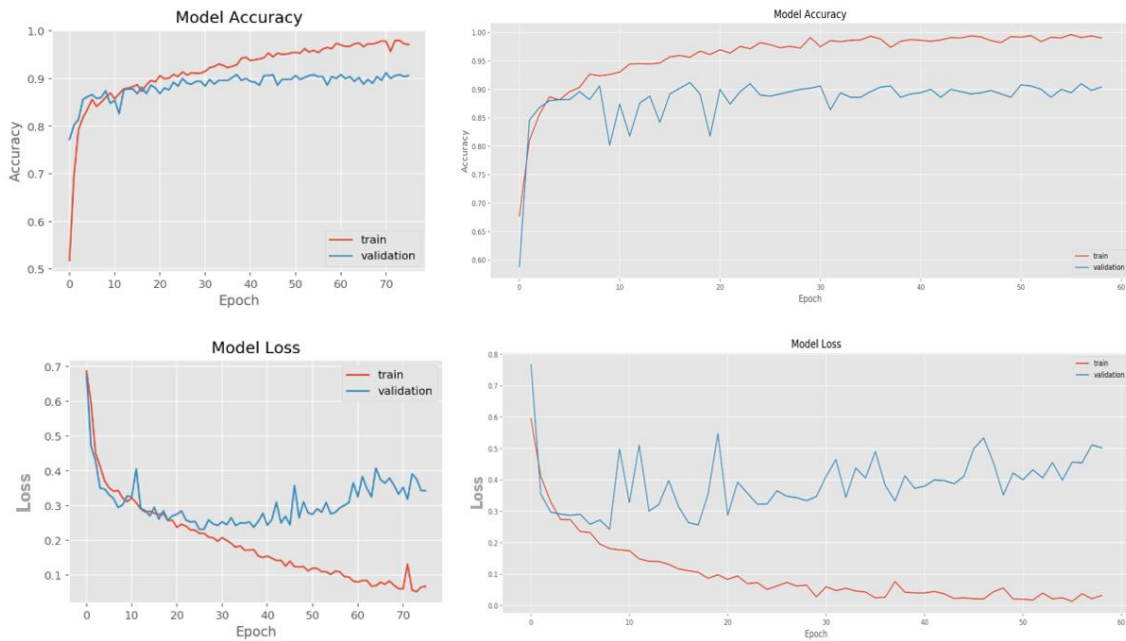 Model Accuracy
1.0
0.9
0.8
0.7
0.6
0.5
Accuracy
0 10 20 30 40 50 60 70
Epoch
train
validation
Model Accuracy
1.00
0.95
0.90
0.85
0.80
0.75
0.70
0.65
0.60
Accuracy
0 10 20 30 40 50 60
Epoch
train
validation
Model Loss
0.7
0.6
0.5
0.4
0.3
0.2
0.1
Loss
0 10 20 30 40 50 60 70
Epoch
train
validation
Model Loss
0.8
0.7
0.6
0.5
0.4
0.3
0.2
0.1
0.0
Loss
0 10 20 30 40 50 60
Epoch
train
validation